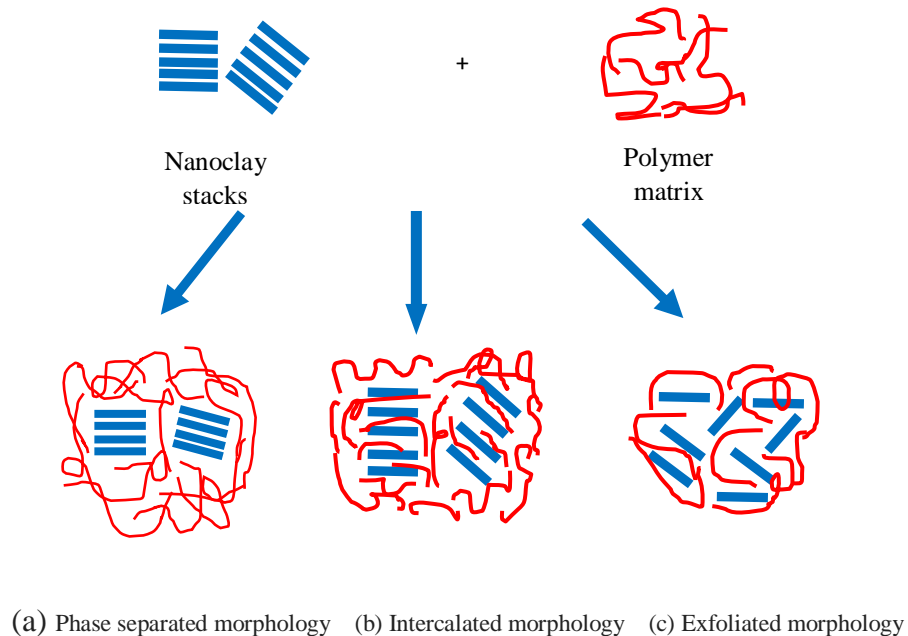 +
Nanoclay
stacks
Polymer
matrix
(a) Phase separated morphology (b) Intercalated morphology (c) Exfoliated morphology